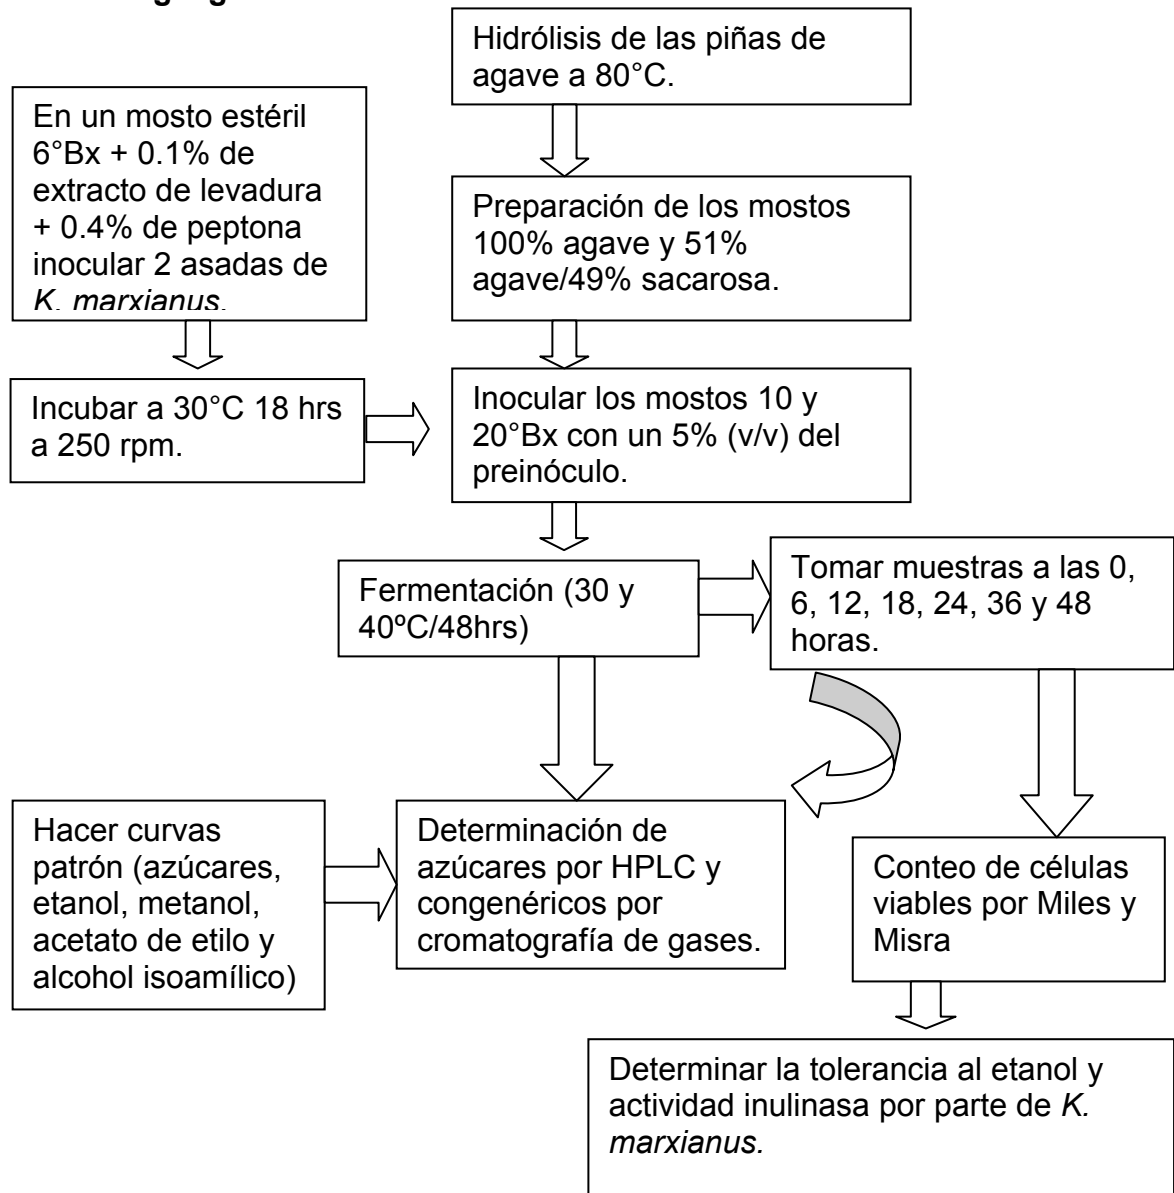 Hidrólisis de las piñas de
agave a 80°C.
En un mosto estéril
6°Bx + 0.1% de
extracto de levadura
+ 0.4% de peptona
inocular 2 asadas de
K. marxianus.
Preparación de los mostos
100% agave y 51%
agave/49% sacarosa.
Incubar a 30°C 18 hrs
a 250 rpm.
Inocular los mostos 10 y
20°Bx con un 5% (v/v) del
preinóculo.
Fermentación (30 y
40ºC/48hrs)
Tomar muestras a las 0,
6, 12, 18, 24, 36 y 48
horas.
Hacer curvas
patrón (azúcares,
etanol, metanol,
acetato de etilo y
alcohol isoamílico)
Determinación de
azúcares por HPLC y
congenéricos por
cromatografía de gases.
Conteo de células
viables por Miles y
Misra
Determinar la tolerancia al etanol y
actividad inulinasa por parte de K.
marxianus.